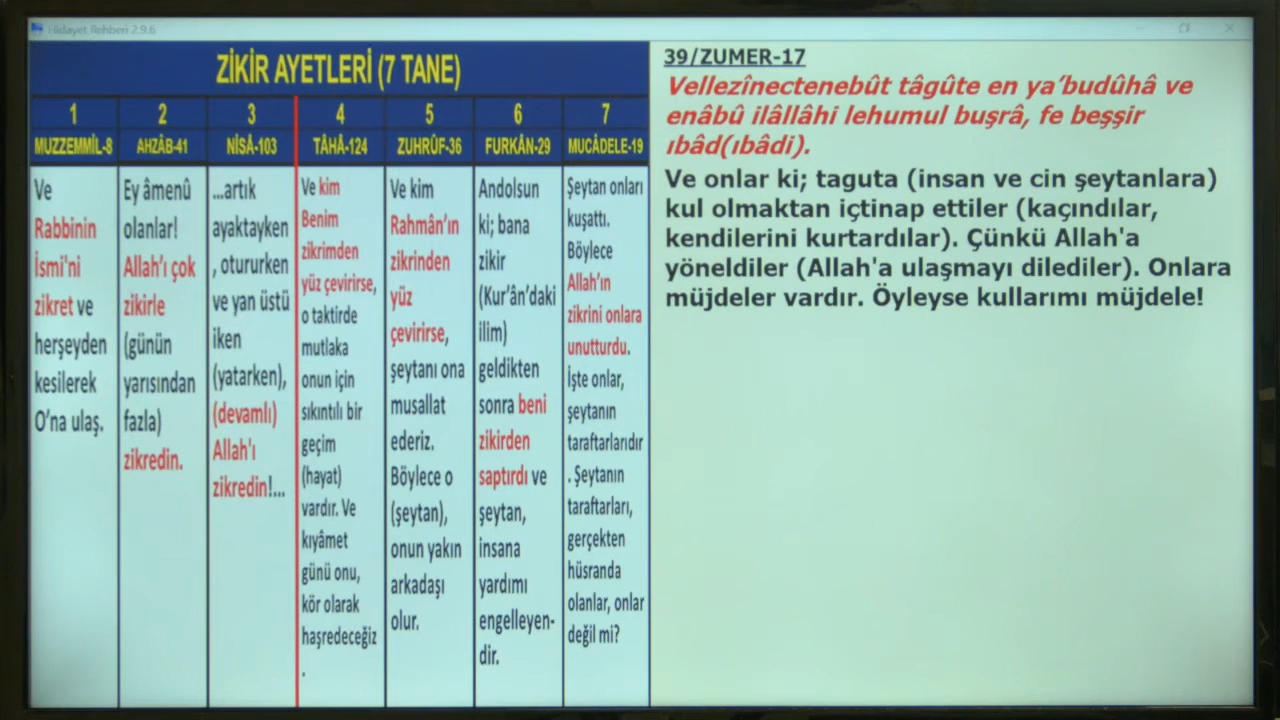 Hidayet Rehberi 2.9.6
ZİKİR AYETLERİ (7 TANE)
1
2
3
4
5
6
7
MUZZEMMİL-8
AHZÂB-41
NİSÂ-103
TÂHÂ-124
ZUHRÛF-36
FURKÂN-29
MUCÂDELE-19
Ve
Rabbinin
İsmi'ni
zikret ve
herşeyden
kesilerek
O'na ulaş.
Ey âmenû
olanlar!
Allah'ı çok
zikirle
(günün
yarısından
fazla)
zikredin.
...artık
ayaktayken
, otururken
ve yan üstü
iken
(yatarken),
(devamlı)
Allah'ı
zikredin!...
Ve kim
Benim
zikrimden
yüz çevirirse,
o taktirde
mutlaka
onun için
sıkıntılı bir
geçim
(hayat)
vardır. Ve
kıyâmet
günü onu,
kör olarak
haşredeceğiz
.
Ve kim
Rahmân'ın
zikrinden
yüz
çevirirse,
şeytanı ona
musallat
ederiz.
Böylece o
(şeytan),
onun yakın
arkadaşı
olur.
Andolsun
ki; bana
zikir
(Kur'ân'daki
ilim)
geldikten
sonra beni
zikirden
saptırdı ve
şeytan,
insana
yardımı
engelleyen-
dir.
Şeytan onları
kuşattı.
Böylece
Allah'ın
zikrini onlara
unutturdu.
İşte onlar,
şeytanın
taraftarlarıdır
. Şeytanın
taraftarları,
gerçekten
hüsranda
olanlar, onlar
değil mi?
39/ZUMER-17
Vellezînectenebût tâgûte en ya'budûhâ ve
enâbû ilâllâhi lehumul buşrâ, fe beşşir
ıbâd(ıbâdi).
Ve onlar ki; taguta (insan ve cin şeytanlara)
kul olmaktan içtinap ettiler (kaçındılar,
kendilerini kurtardılar). Çünkü Allah'a
yöneldiler (Allah'a ulaşmayı dilediler). Onlara
müjdeler vardır. Öyleyse kullarımı müjdele!